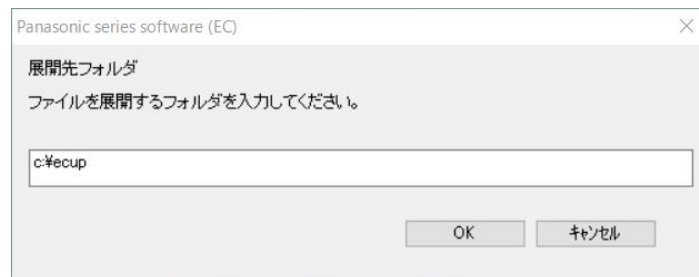 Panasonic series software (EC)
展開先フォルダ
ファイルを展開するフォルダを入力してください。
c:¥ecup
OK
キャンセル